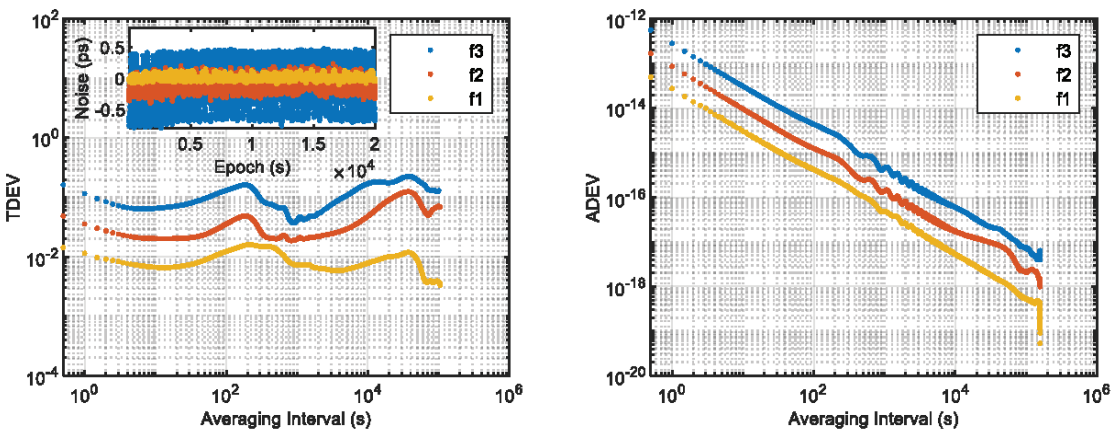 10^2
10^0
10^-2
10^-4
TDEV
10^0
10^2
10^4
10^6
Averaging Interval (s)
Noise (ps)
0.5
0
-0.5
0.5
1
1.5
2
Epoch (s)
×10^4
f3
f2
f1
10^-12
10^-14
10^-16
10^-18
10^-20
ADEV
10^0
10^2
10^4
10^6
Averaging Interval (s)
f3
f2
f1